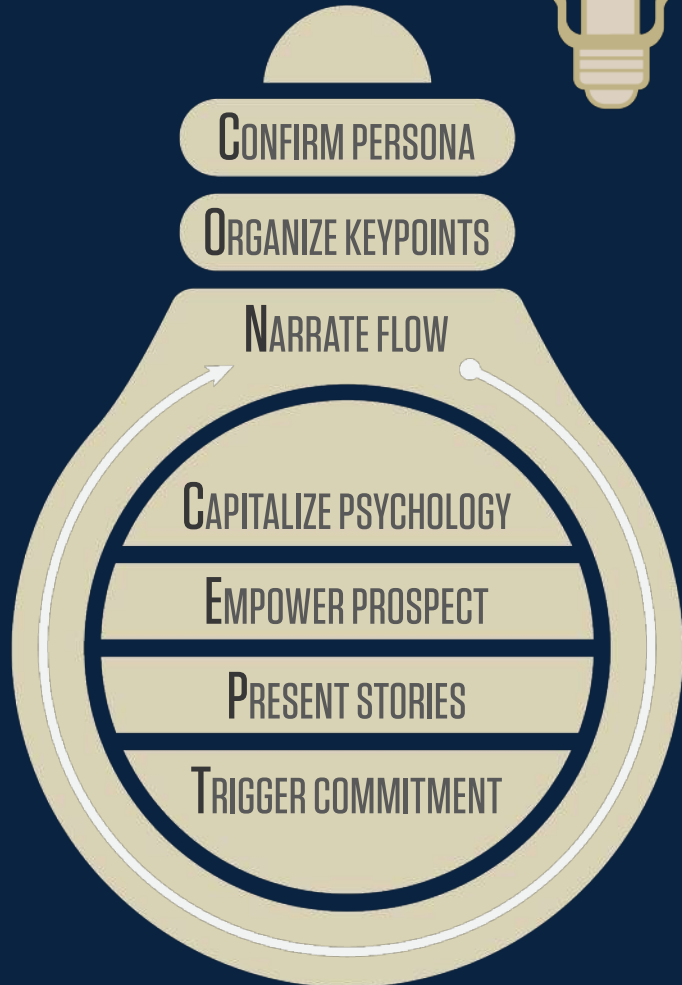 CONFIRM PERSONA
ORGANIZE KEYPOINTS
NARRATE FLOW
CAPITALIZE PSYCHOLOGY
EMPOWER PROSPECT
PRESENT STORIES
TRIGGER COMMITMENT